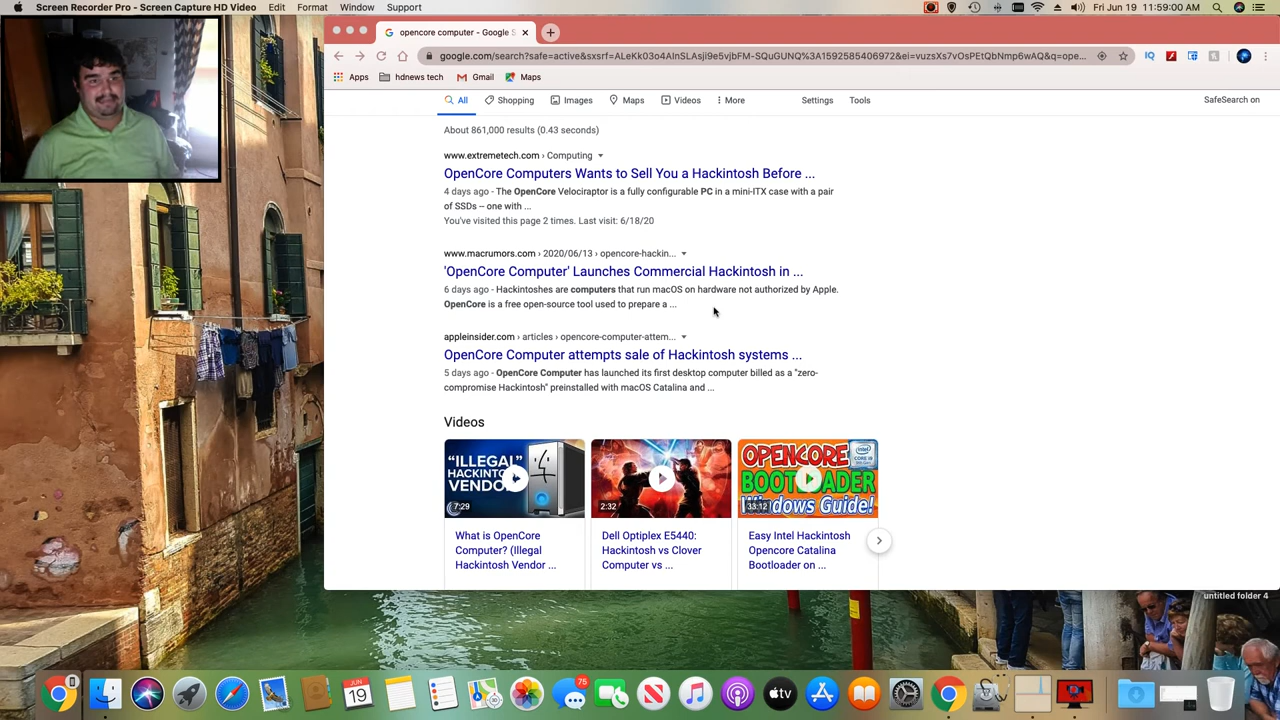 Screen Recorder Pro - Screen Capture HD Video Edit Format Window Support Fri Jun 19 11:59:00 AM
opencore computer - Google S
google.com/search?safe=active&sxsrf=ALeKk03o4AInSLAsji9e5vjbFM-SQuGUNQ%3A1592585406972&ei=vuzsXs7vOsPEtQbNmp6wAQ&q=ope...
Apps hdnews tech Gmail Maps
All Shopping Images Maps Videos More Settings Tools SafeSearch on
About 861,000 results (0.43 seconds)
www.extremetech.com › Computing
OpenCore Computers Wants to Sell You a Hackintosh Before ...
4 days ago - The OpenCore Velociraptor is a fully configurable PC in a mini-ITX case with a pair
of SSDs -- one with ...
You've visited this page 2 times. Last visit: 6/18/20
www.macrumors.com › 2020/06/13 › opencore-hackin...
'OpenCore Computer' Launches Commercial Hackintosh in ...
6 days ago - Hackintoshes are computers that run macOS on hardware not authorized by Apple.
OpenCore is a free open-source tool used to prepare a ...
appleinsider.com › articles › opencore-computer-attem...
OpenCore Computer attempts sale of Hackintosh systems ...
5 days ago - OpenCore Computer has launched its first desktop computer billed as a "zero-
compromise Hackintosh" preinstalled with macOS Catalina and ...
Videos
"ILLEGAL"
HACKINTOSH
VENDOR
7:29
2:32
OPENCORE
BOOTLOADER
Windows Guide!
33:12
What is OpenCore
Computer? (Illegal
Hackintosh Vendor ...
Dell Optiplex E5440:
Hackintosh vs Clover
Computer vs ...
Easy Intel Hackintosh
Opencore Catalina
Bootloader on ...
untitled folder 4
JUN
19
75
tv